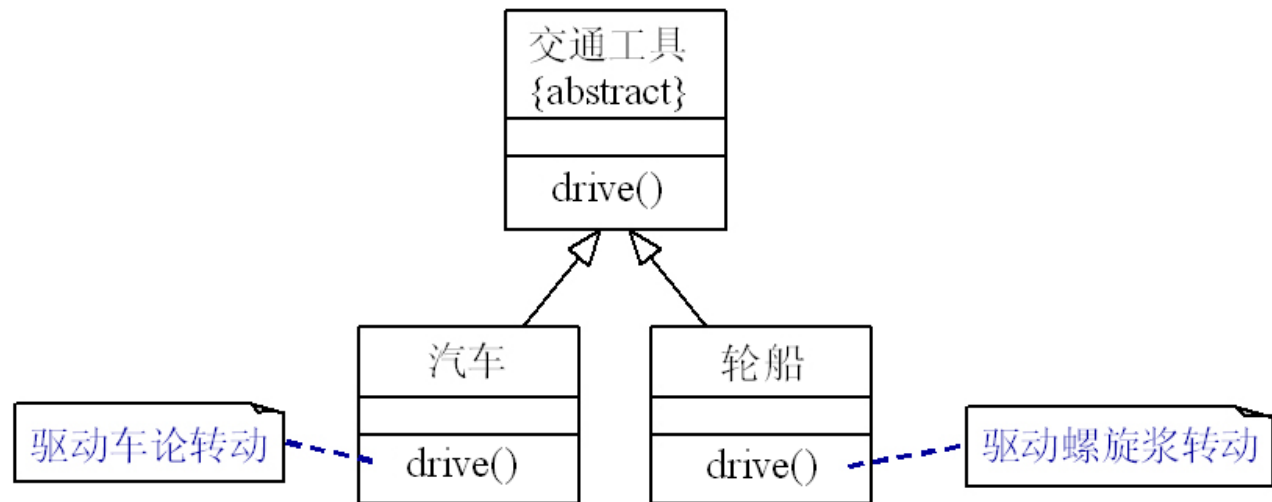 交通工具
{abstract}
drive()
汽车
轮船
驱动车论转动
drive()
drive()
驱动螺旋浆转动